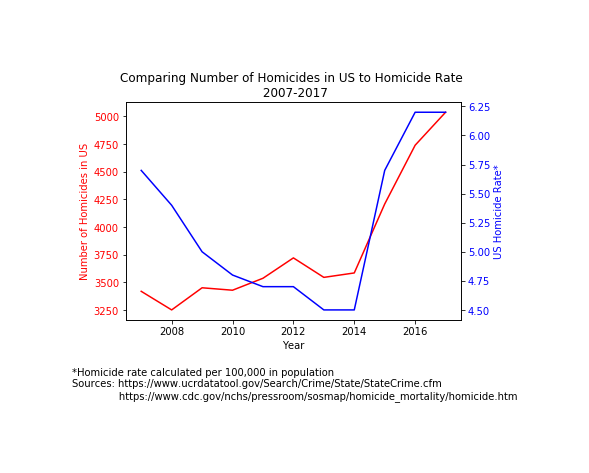 Comparing Number of Homicides in US to Homicide Rate
2007-2017
5000
4750
4500
4250
4000
3750
3500
3250
Number of Homicides in US
6.25
6.00
5.75
5.50
5.25
5.00
4.75
4.50
US Homicide Rate*
2008 2010 2012 2014 2016
Year
*Homicide rate calculated per 100,000 in population
Sources: https://www.ucrdatatool.gov/Search/Crime/State/StateCrime.cfm
https://www.cdc.gov/nchs/pressroom/sosmap/homicide_mortality/homicide.htm